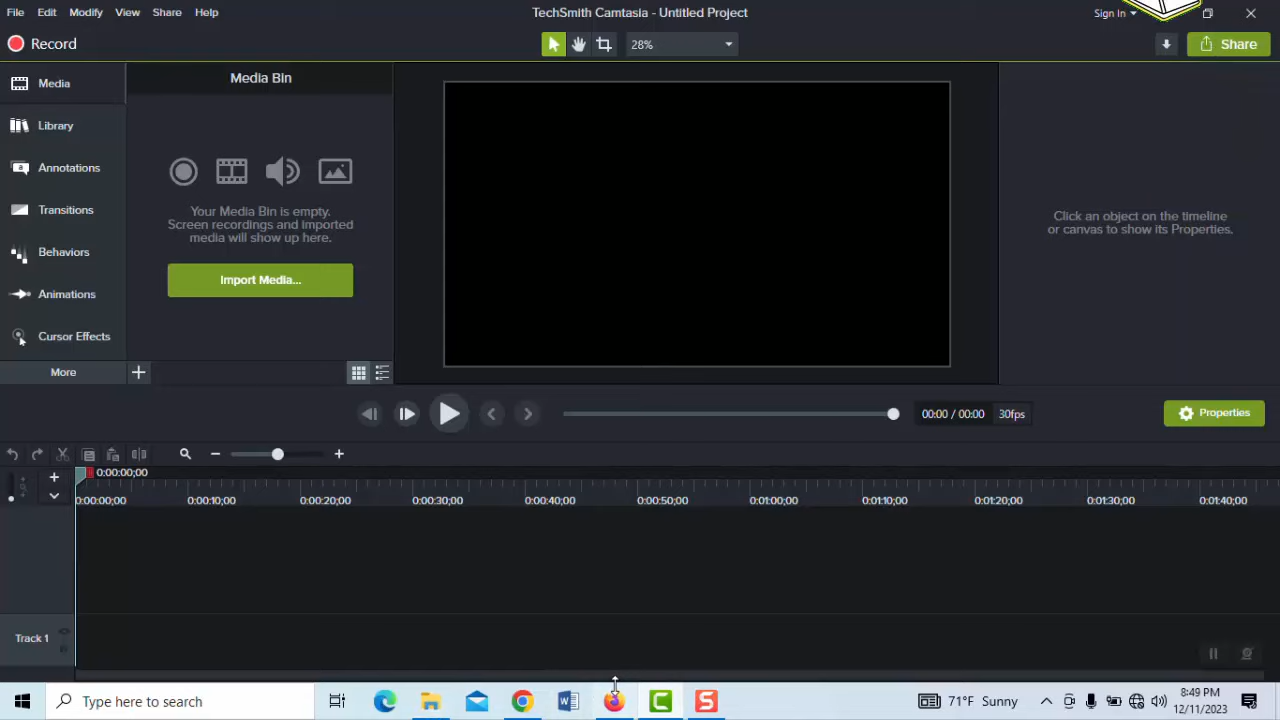 File Edit Modify View Share Help
TechSmith Camtasia - Untitled Project
Sign In
Record
28%
Share
Media
Library
Annotations
Transitions
Behaviors
Animations
Cursor Effects
More
Media Bin
Your Media Bin is empty.
Screen recordings and imported
media will show up here.
Import Media...
Click an object on the timeline
or canvas to show its Properties.
00:00 / 00:00
30fps
Properties
0:00:00;00
0:00:00;00 0:00:10;00 0:00:20;00 0:00:30;00 0:00:40;00 0:00:50;00 0:01:00;00 0:01:10;00 0:01:20;00 0:01:30;00 0:01:40;00
Track 1
Type here to search
71°F Sunny
8:49 PM
12/11/2023